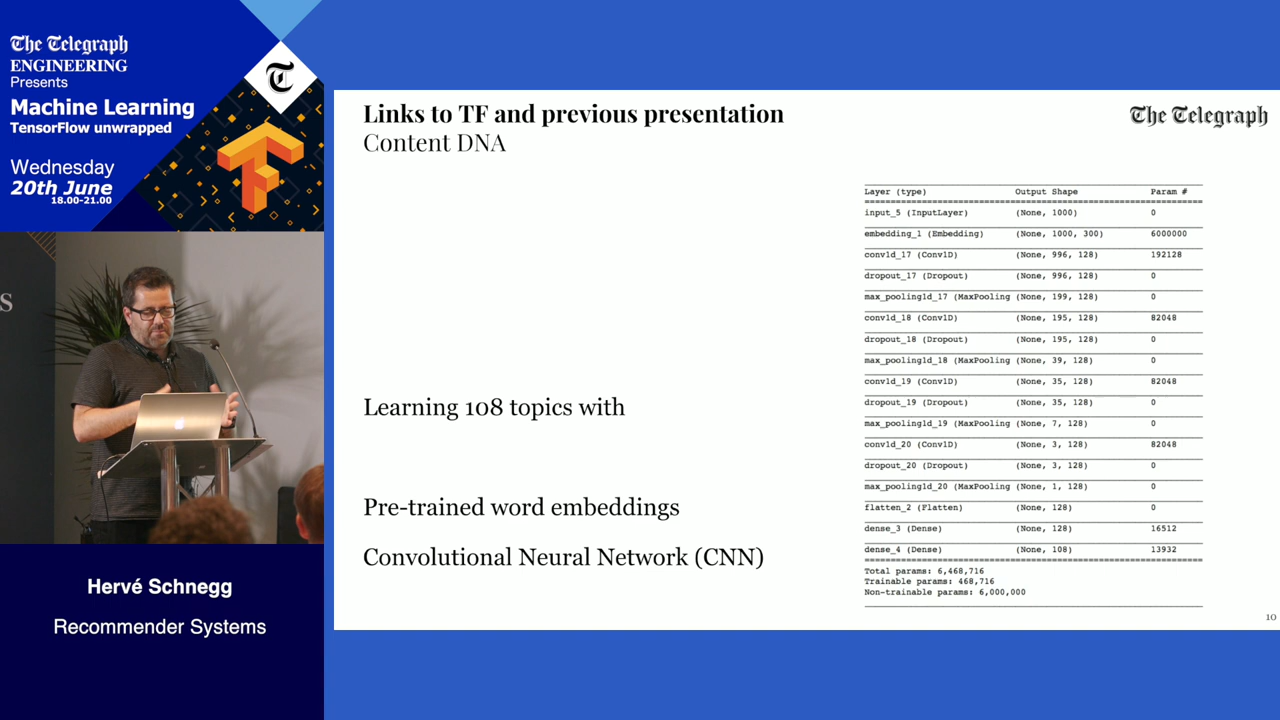 The Telegraph
ENGINEERING
Presents
Machine Learning
TensorFlow unwrapped
Wednesday
20th June
18.00-21.00
T
S
Hervé Schnegg
Recommender Systems
Links to TF and previous presentation
Content DNA
The Telegraph
Learning 108 topics with
Pre-trained word embeddings
Convolutional Neural Network (CNN)
Layer (type) Output Shape Param #
input_5 (InputLayer) (None, 1000) 0
embedding_1 (Embedding) (None, 1000, 300) 6000000
conv1d_17 (Conv1D) (None, 996, 128) 192128
dropout_17 (Dropout) (None, 996, 128) 0
max_pooling1d_17 (MaxPooling (None, 199, 128) 0
conv1d_18 (Conv1D) (None, 195, 128) 82048
dropout_18 (Dropout) (None, 195, 128) 0
max_pooling1d_18 (MaxPooling (None, 39, 128) 0
conv1d_19 (Conv1D) (None, 35, 128) 82048
dropout_19 (Dropout) (None, 35, 128) 0
max_pooling1d_19 (MaxPooling (None, 7, 128) 0
conv1d_20 (Conv1D) (None, 3, 128) 82048
dropout_20 (Dropout) (None, 3, 128) 0
max_pooling1d_20 (MaxPooling (None, 1, 128) 0
flatten_2 (Flatten) (None, 128) 0
dense_3 (Dense) (None, 128) 16512
dense_4 (Dense) (None, 108) 13932
Total params: 6,468,716
Trainable params: 468,716
Non-trainable params: 6,000,000
10